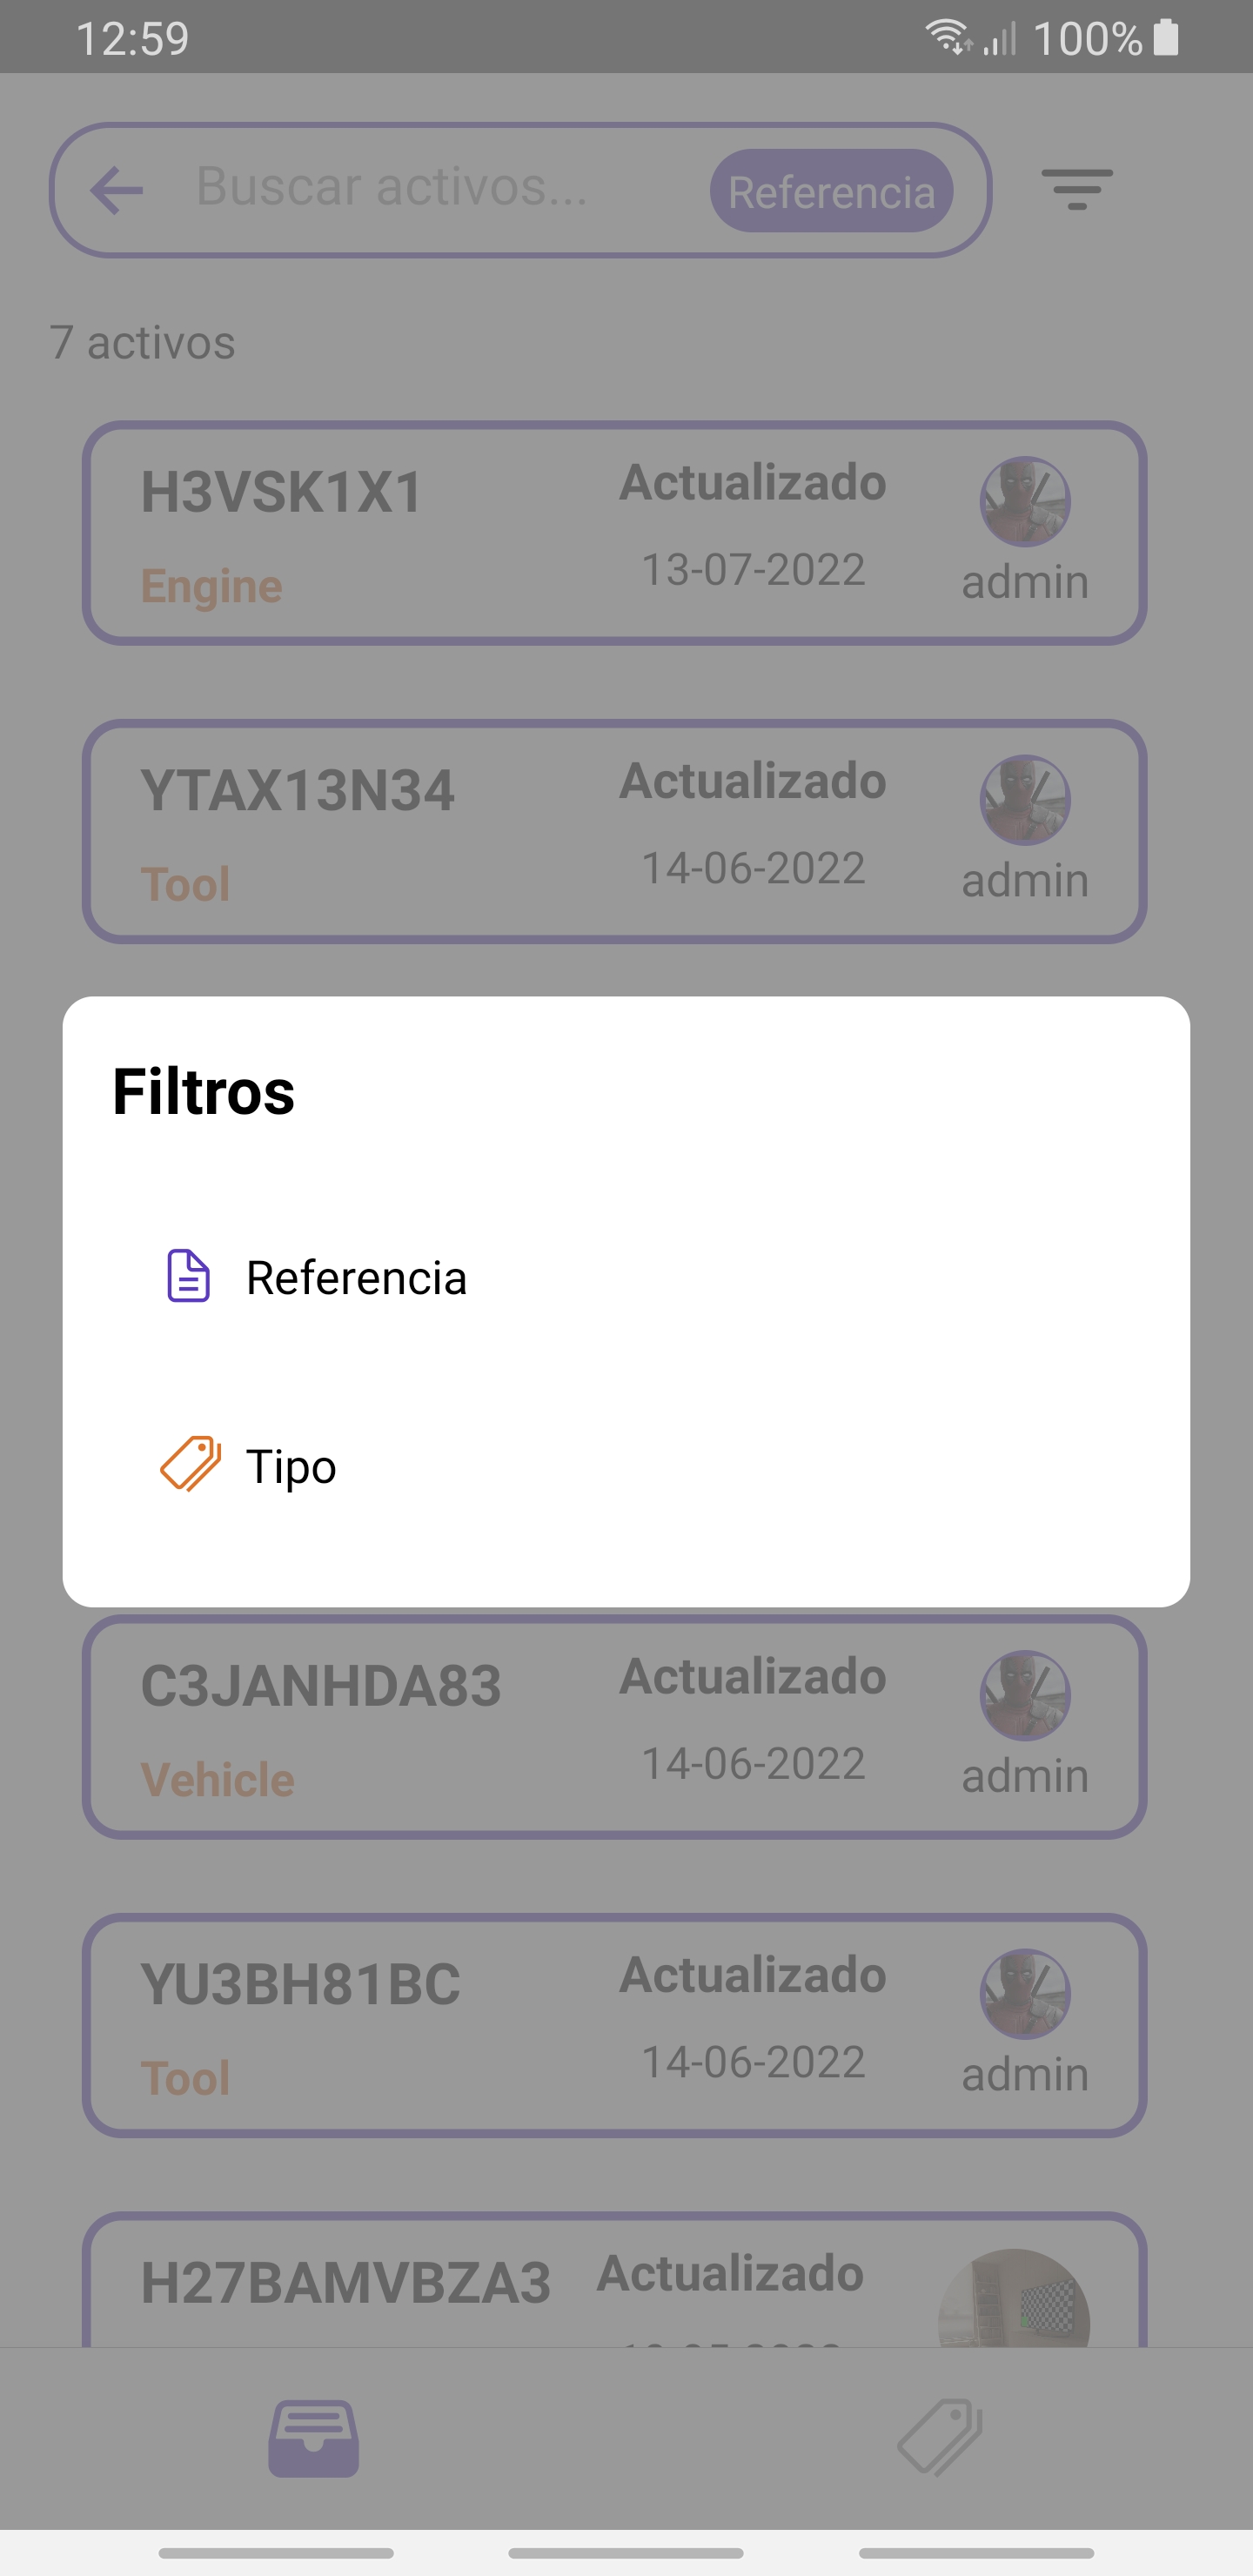 12:59 100%
Buscar activos... Referencia
7 activos
H3VSK1X1 Actualizado
13-07-2022
Engine admin
YTAX13N34 Actualizado
14-06-2022
Tool admin
Filtros
Referencia
Tipo
C3JANHDA83 Actualizado
14-06-2022
Vehicle admin
YU3BH81BC Actualizado
14-06-2022
Tool admin
H27BAMVBZA3 Actualizado